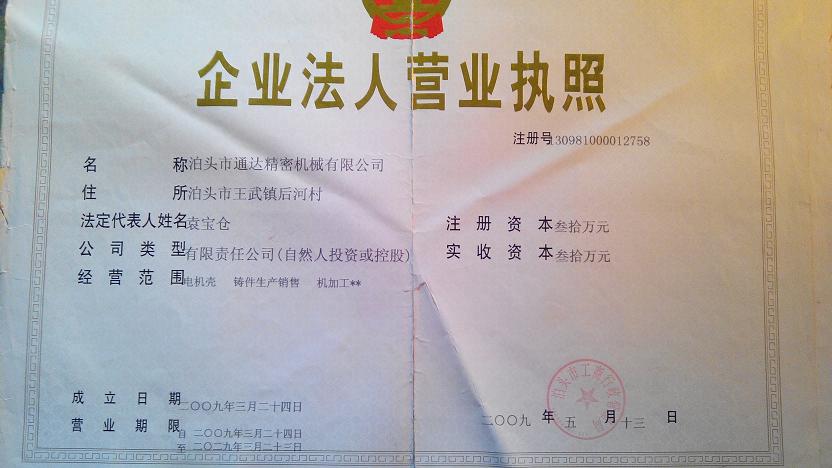 企业法人营业执照
注册号130981000012758
名称 泊头市通达精密机械有限公司
住所 泊头市王武镇后河村
法定代表人姓名 袁宝仓
注册资本 叁拾万元
公司类型 有限责任公司(自然人投资或控股)
实收资本 叁拾万元
经营范围 电机壳 铸件生产销售 机加工**
成立日期 二〇〇九年三月二十四日
营业期限 自 二〇〇九年三月二十四日
至 二〇二九年三月二十三日
二〇〇九 年 五 月 十三 日
泊头市工商行政